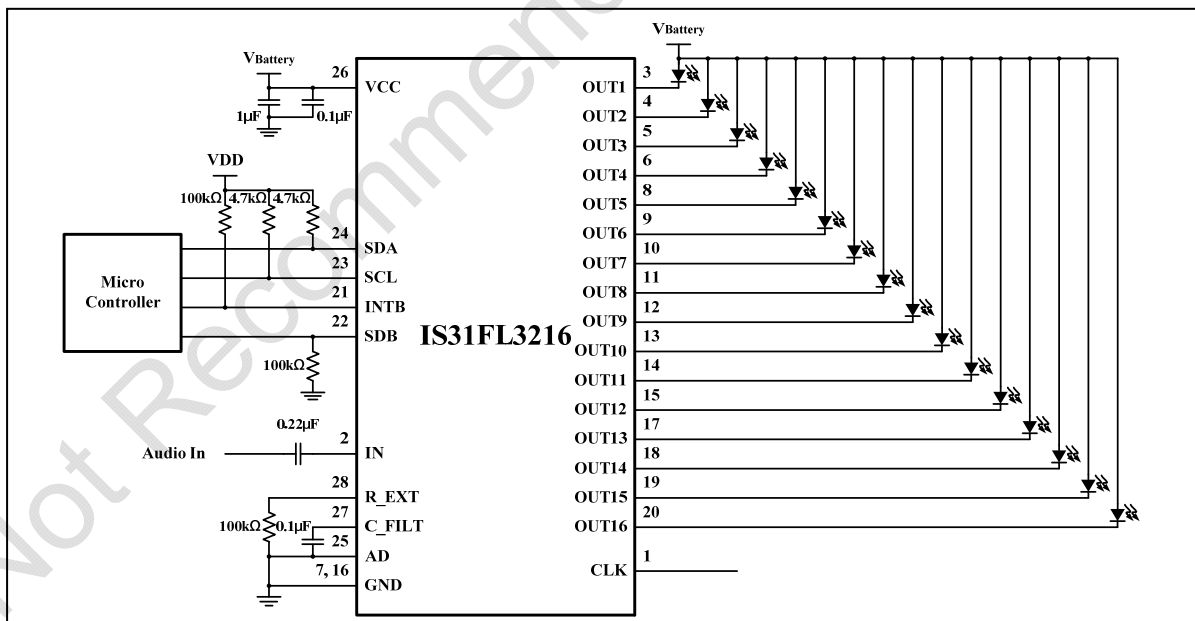 Not Recommend
VBattery
26
VCC
1μF
0.1μF
VDD
100kΩ
4.7kΩ
4.7kΩ
Micro
Controller
24
SDA
23
SCL
21
INTB
22
SDB
100kΩ
0.22μF
Audio In
2
IN
28
R_EXT
27
C_FILT
100kΩ
0.1μF
25
AD
7, 16
GND
IS31FL3216
VBattery
3
OUT1
4
OUT2
5
OUT3
6
OUT4
8
OUT5
9
OUT6
10
OUT7
11
OUT8
12
OUT9
13
OUT10
14
OUT11
15
OUT12
17
OUT13
18
OUT14
19
OUT15
20
OUT16
1
CLK